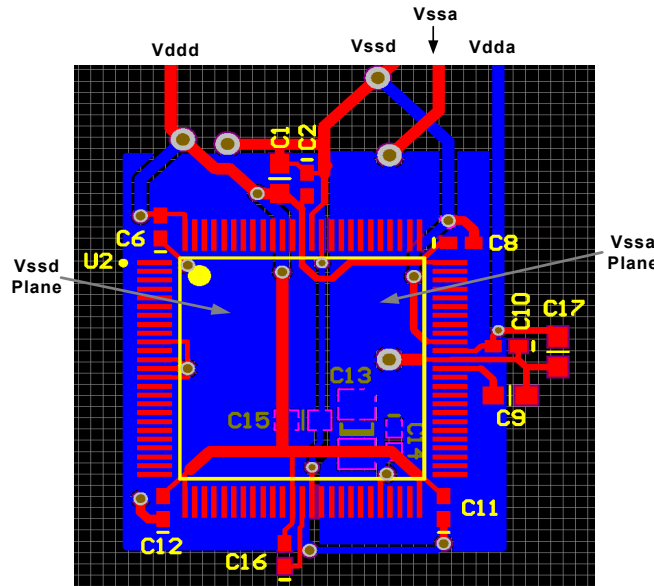 Vssa
Vddd
Vssd
Vdda
C1
C2
C6
C8
U2
Vssd
Plane
Vssa
Plane
C10
C17
C13
C15
C14
C9
C11
C12
C16